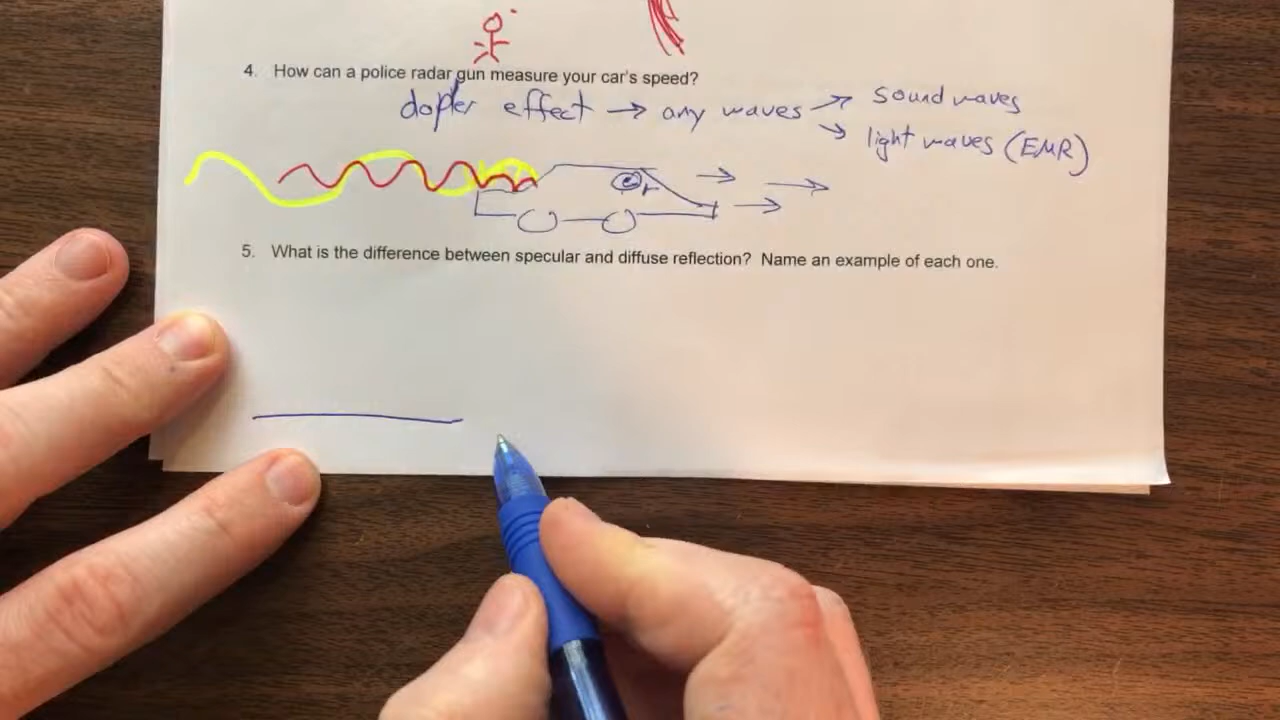 4. How can a police radar gun measure your car's speed?
dopler effect → any waves → sound waves
→ light waves (EMR)
5. What is the difference between specular and diffuse reflection? Name an example of each one.